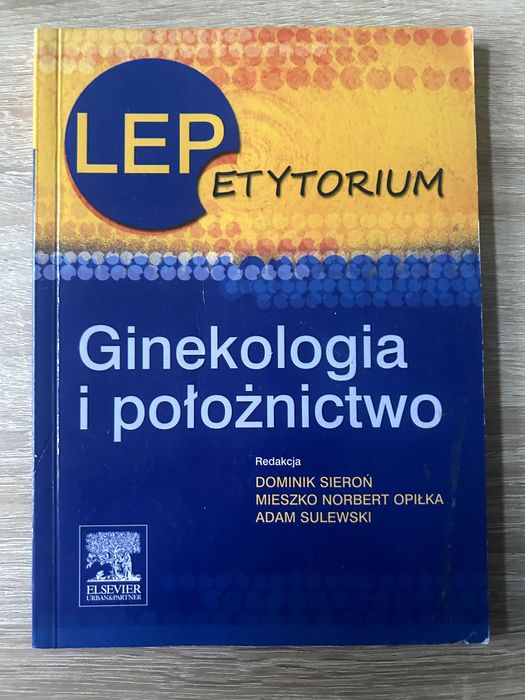 LEP
ETYTORIUM
Ginekologia
i położnictwo
Redakcja
DOMINIK SIEROŃ
MIESZKO NORBERT OPIŁKA
ADAM SULEWSKI
ELSEVIER
URBAN&PARTNER